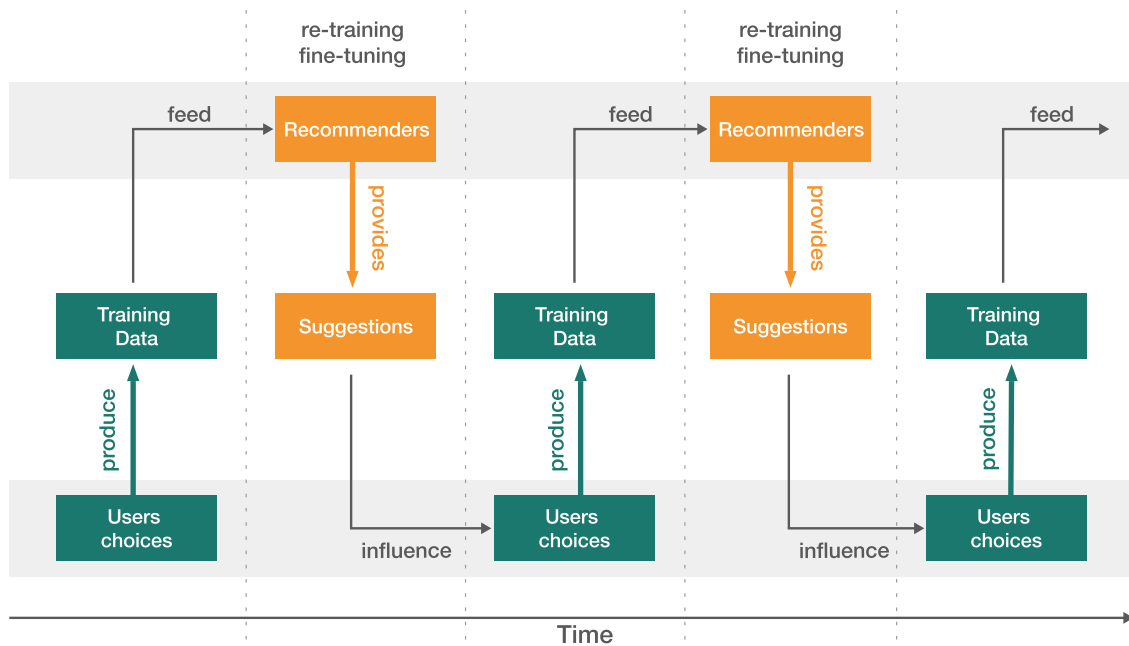 re-training
fine-tuning
re-training
fine-tuning
feed
Recommenders
feed
Recommenders
feed
provides
provides
Training
Data
Suggestions
Training
Data
Suggestions
Training
Data
produce
produce
produce
Users
choices
influence
Users
choices
influence
Users
choices
Time